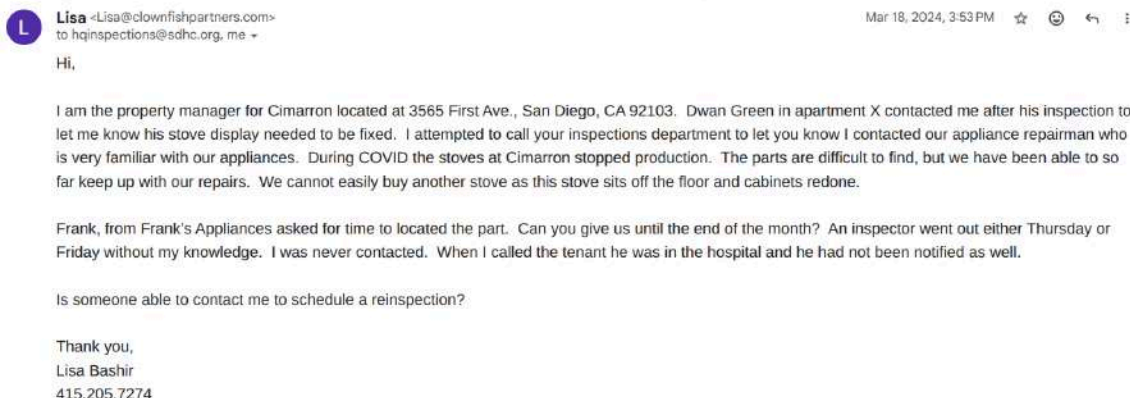 L
Lisa <Lisa@clownfishpartners.com>
Mar 18, 2024, 3:53 PM
to hqinspections@sdhc.org, me
Hi,
I am the property manager for Cimarron located at 3565 First Ave., San Diego, CA 92103.  Dwan Green in apartment X contacted me after his inspection to
let me know his stove display needed to be fixed.  I attempted to call your inspections department to let you know I contacted our appliance repairman who
is very familiar with our appliances.  During COVID the stoves at Cimarron stopped production.  The parts are difficult to find, but we have been able to so
far keep up with our repairs.  We cannot easily buy another stove as this stove sits off the floor and cabinets redone.
Frank, from Frank's Appliances asked for time to located the part.  Can you give us until the end of the month?  An inspector went out either Thursday or
Friday without my knowledge.  I was never contacted.  When I called the tenant he was in the hospital and he had not been notified as well.
Is someone able to contact me to schedule a reinspection?
Thank you,
Lisa Bashir
415.205.7274